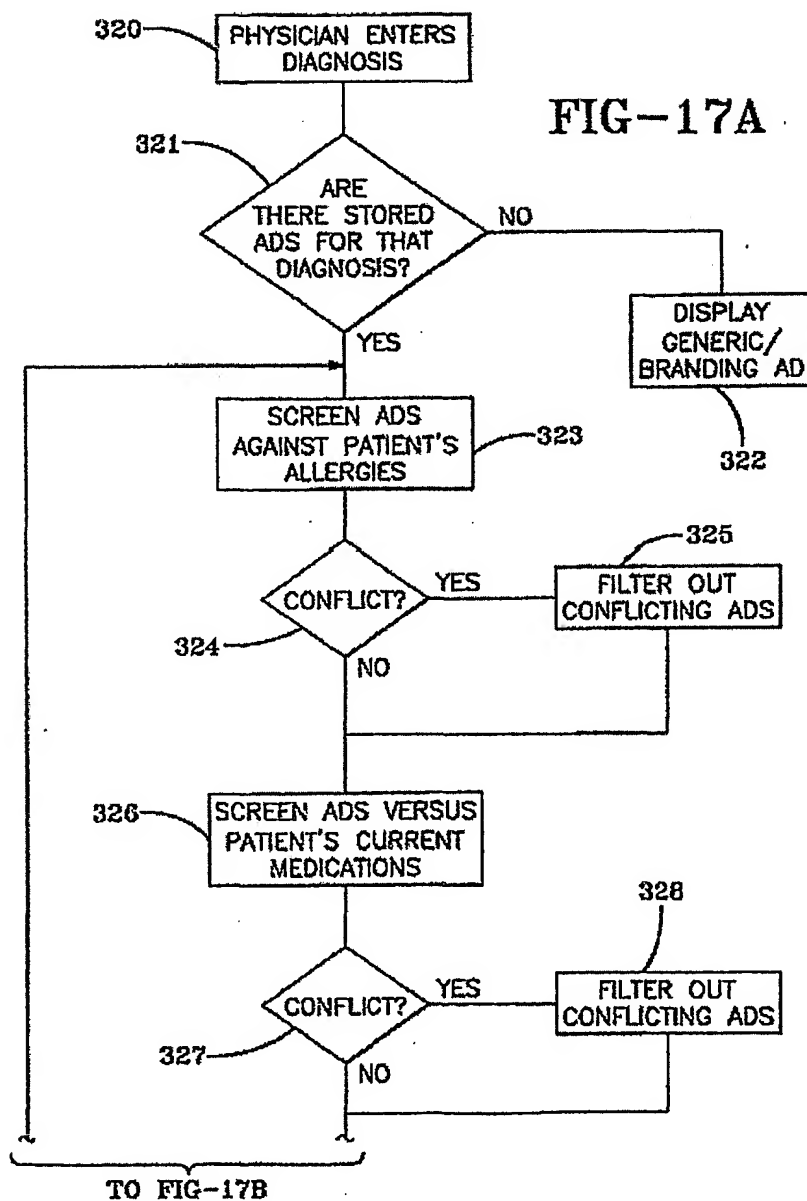 320
PHYSICIAN ENTERS
DIAGNOSIS
FIG-17A
321
ARE
THERE STORED
ADS FOR THAT
DIAGNOSIS?
NO
YES
DISPLAY
GENERIC/
BRANDING AD
322
SCREEN ADS
AGAINST PATIENT'S
ALLERGIES
323
CONFLICT?
324
YES
NO
325
FILTER OUT
CONFLICTING ADS
326
SCREEN ADS VERSUS
PATIENT'S CURRENT
MEDICATIONS
CONFLICT?
327
YES
NO
328
FILTER OUT
CONFLICTING ADS
TO FIG-17B